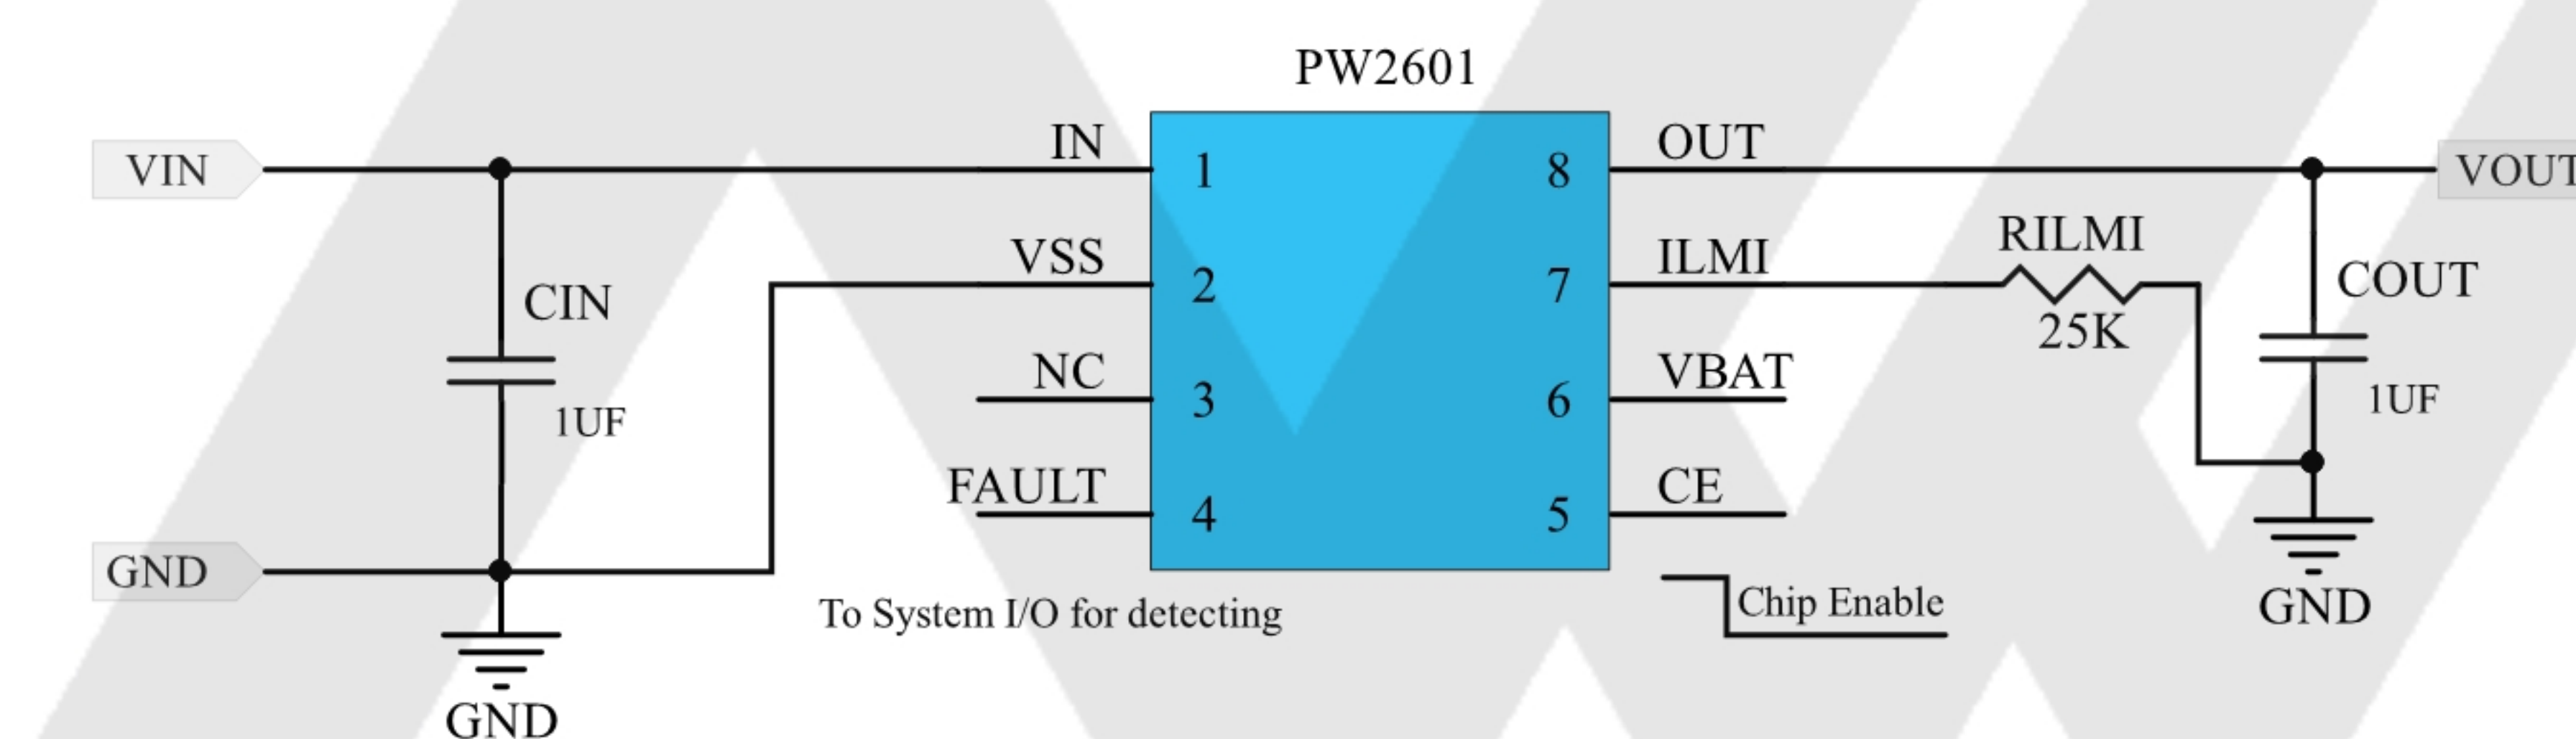 PW2601
VIN
IN
1
8
OUT
VOUT
VSS
2
7
ILMI
RILMI
25K
CIN
1UF
NC
3
6
VBAT
COUT
1UF
FAULT
4
5
CE
GND
To System I/O for detecting
Chip Enable
GND
GND